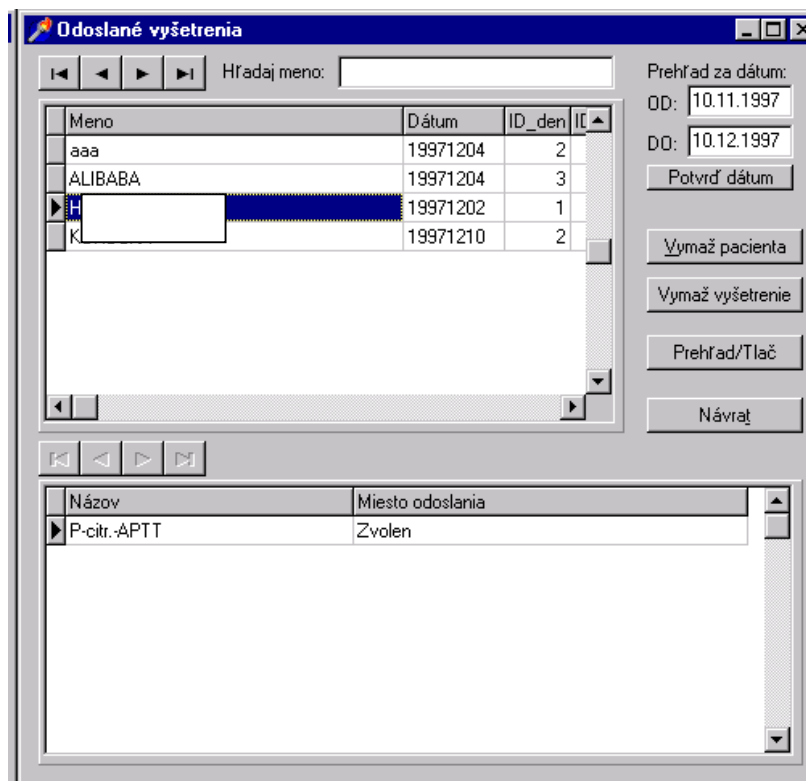 Odoslané vyšetrenia
Hľadaj meno:
Prehľad za dátum:
OD: 10.11.1997
DO: 10.12.1997
Potvrď dátum
Meno Dátum ID_den
aaa 19971204 2
ALIBABA 19971204 3
H 19971202 1
K 19971210 2
Vymaž pacienta
Vymaž vyšetrenie
Prehľad/Tlač
Návrat
Názov Miesto odoslania
P-citr.-APTT Zvolen